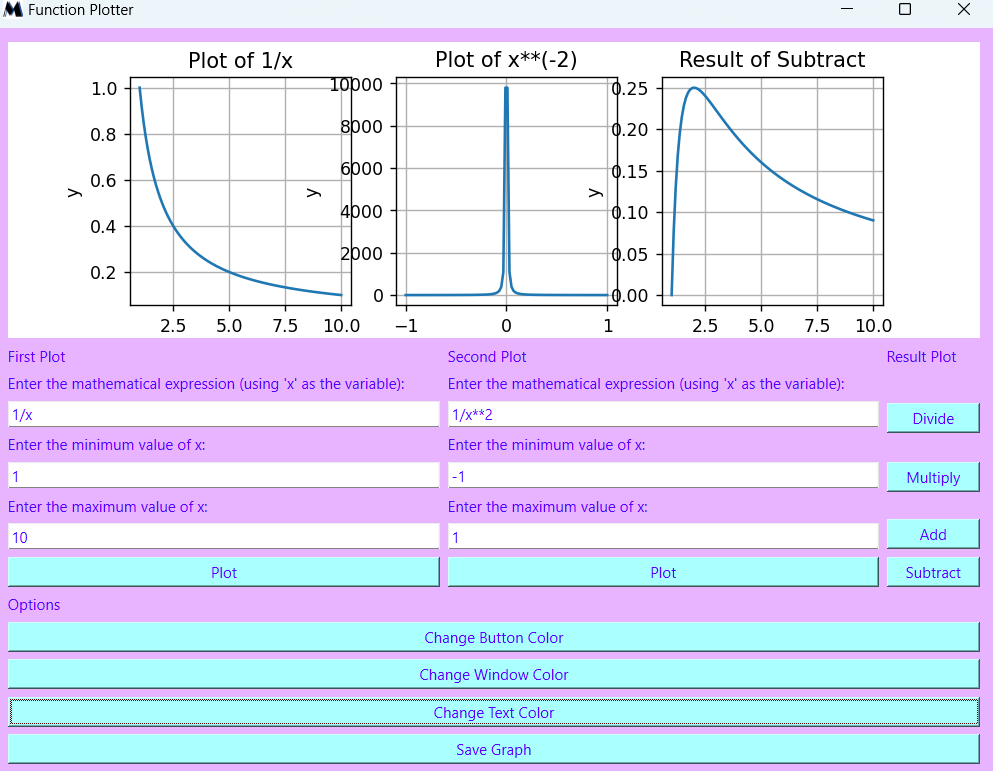 Function Plotter
Plot of 1/x
1.0
0.8
0.6
0.4
0.2
y
2.5 5.0 7.5 10.0
Plot of x**(-2)
10000
8000
6000
4000
2000
0
y
−1 0 1
Result of Subtract
0.25
0.20
0.15
0.10
0.05
0.00
y
2.5 5.0 7.5 10.0
First Plot
Second Plot
Result Plot
Enter the mathematical expression (using 'x' as the variable):
Enter the mathematical expression (using 'x' as the variable):
1/x
1/x**2
Divide
Enter the minimum value of x:
Enter the minimum value of x:
1
-1
Multiply
Enter the maximum value of x:
Enter the maximum value of x:
10
1
Add
Plot
Plot
Subtract
Options
Change Button Color
Change Window Color
Change Text Color
Save Graph